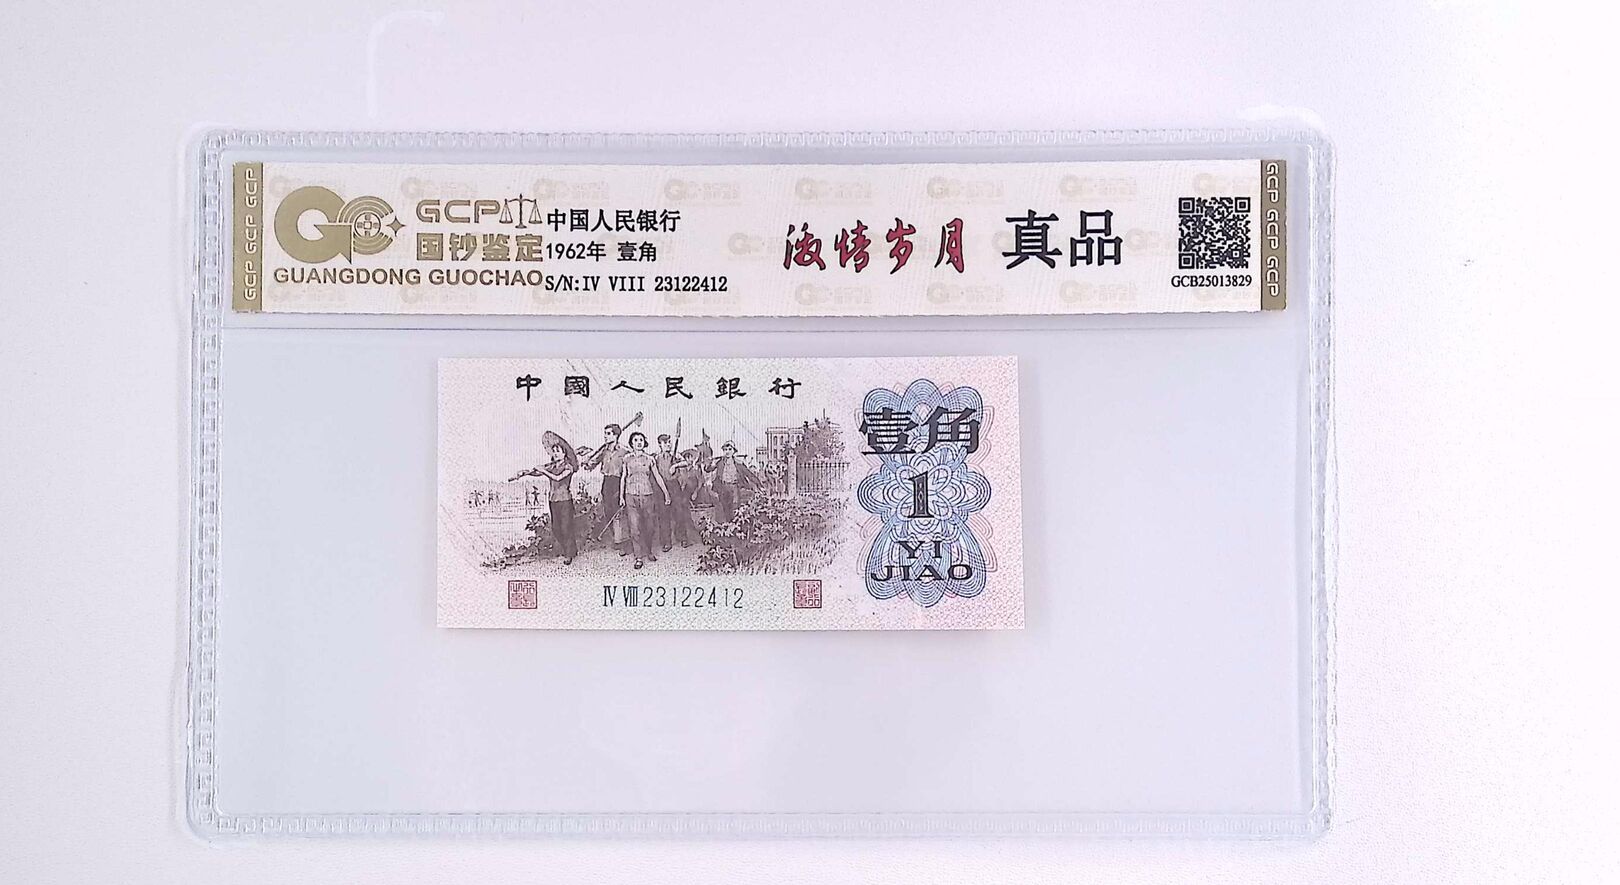 GCP
国钞鉴定
GUANGDONG GUOCHAO
中国人民银行
1962年 壹角
S/N:IV VIII 23122412
激情岁月 真品
GCB25013829
GCP GCP GCP
GCP GCP GCP
中國人民銀行
壹角
1
YI
JIAO
Ⅳ Ⅷ 23122412